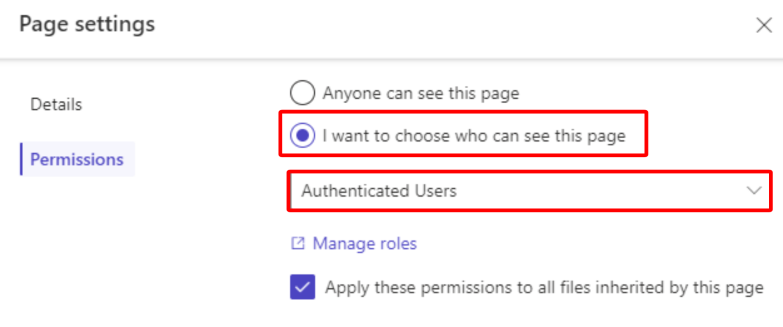 Page settings
Details
Anyone can see this page
I want to choose who can see this page
Permissions
Authenticated Users
Manage roles
Apply these permissions to all files inherited by this page